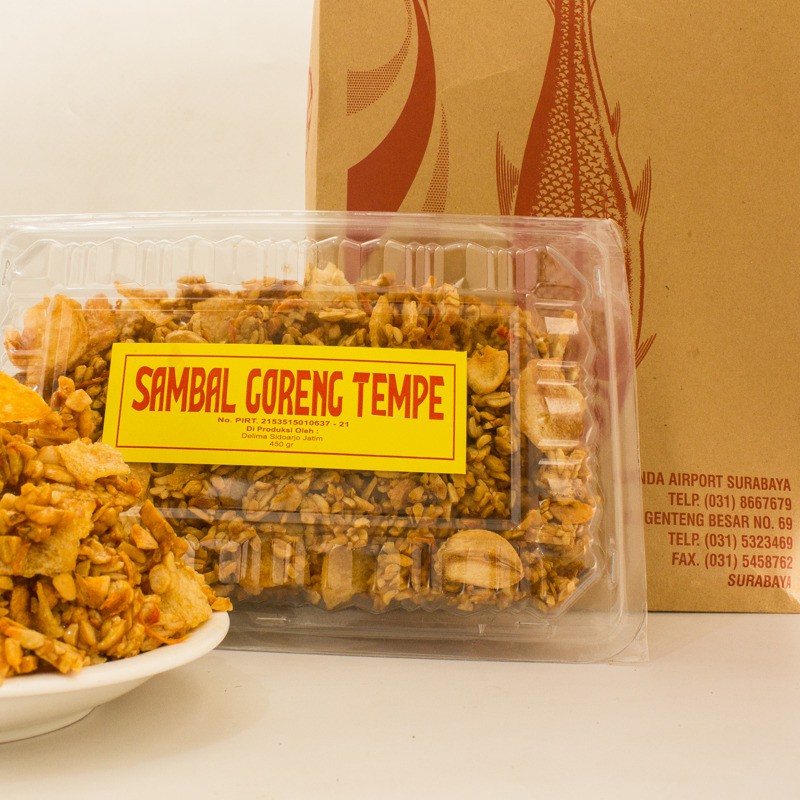 SAMBAL GORENG TEMPE
No. PIRT. 2153515010637 - 21
Di Produksi Oleh :
Delima Sidoarjo Jatim
450 gr
NDA AIRPORT SURABAYA
TELP. (031) 8667679
GENTENG BESAR NO. 69
TELP. (031) 5323469
FAX. (031) 5458762
SURABAYA